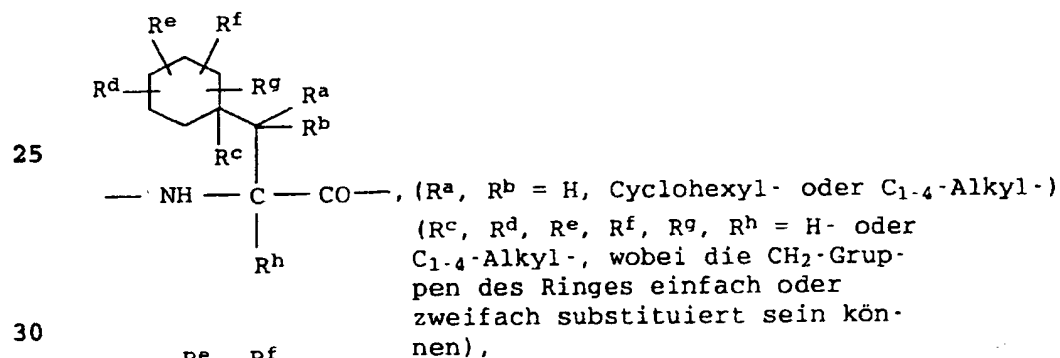 Rᵉ Rᶠ
Rᵈ Rᵍ Rᵃ
Rᵇ
25 Rᶜ
— NH — C — CO —, (Rᵃ, Rᵇ = H, Cyclohexyl- oder C₁₋₄-Alkyl-)
(Rᶜ, Rᵈ, Rᵉ, Rᶠ, Rᵍ, Rʰ = H- oder
Rʰ C₁₋₄-Alkyl-, wobei die CH₂-Grup-
pen des Ringes einfach oder
30 zweifach substituiert sein kön-
nen),